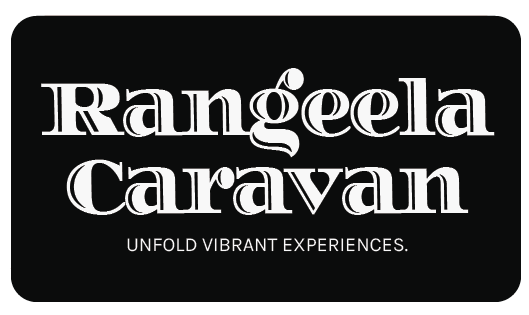 Rangeela
Caravan
UNFOLD VIBRANT EXPERIENCES.